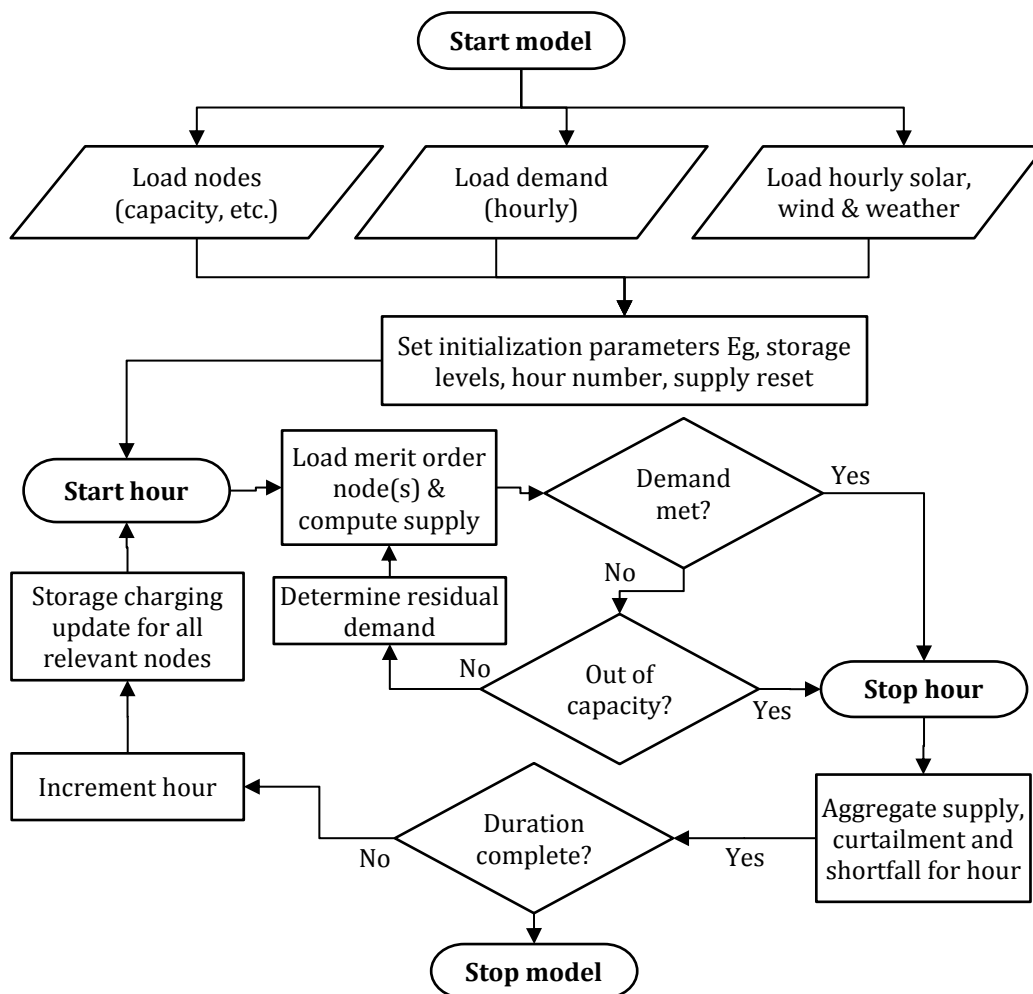 Start model
Load nodes
(capacity, etc.)
Load demand
(hourly)
Load hourly solar,
wind & weather
Set initialization parameters Eg, storage
levels, hour number, supply reset
Start hour
Load merit order
node(s) &
compute supply
Demand
met?
Yes
No
Storage charging
update for all
relevant nodes
Determine residual
demand
No
Out of
capacity?
Yes
Stop hour
Increment hour
No
Duration
complete?
Yes
Aggregate supply,
curtailment and
shortfall for hour
Stop model